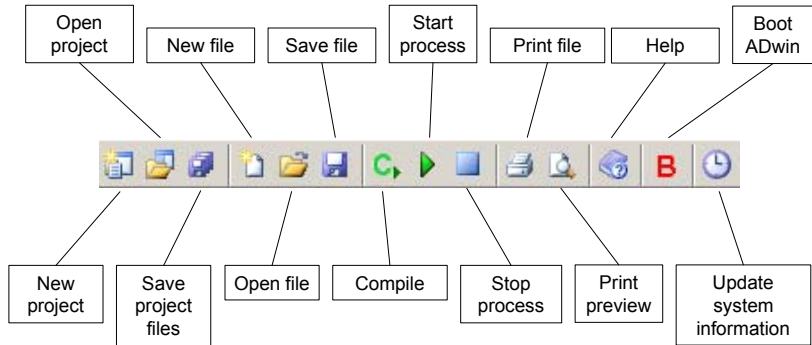 Open
project
New file
Save file
Start
process
Print file
Help
Boot
ADwin
C
B
New
project
Save
project
files
Open file
Compile
Stop
process
Print
preview
Update
system
information